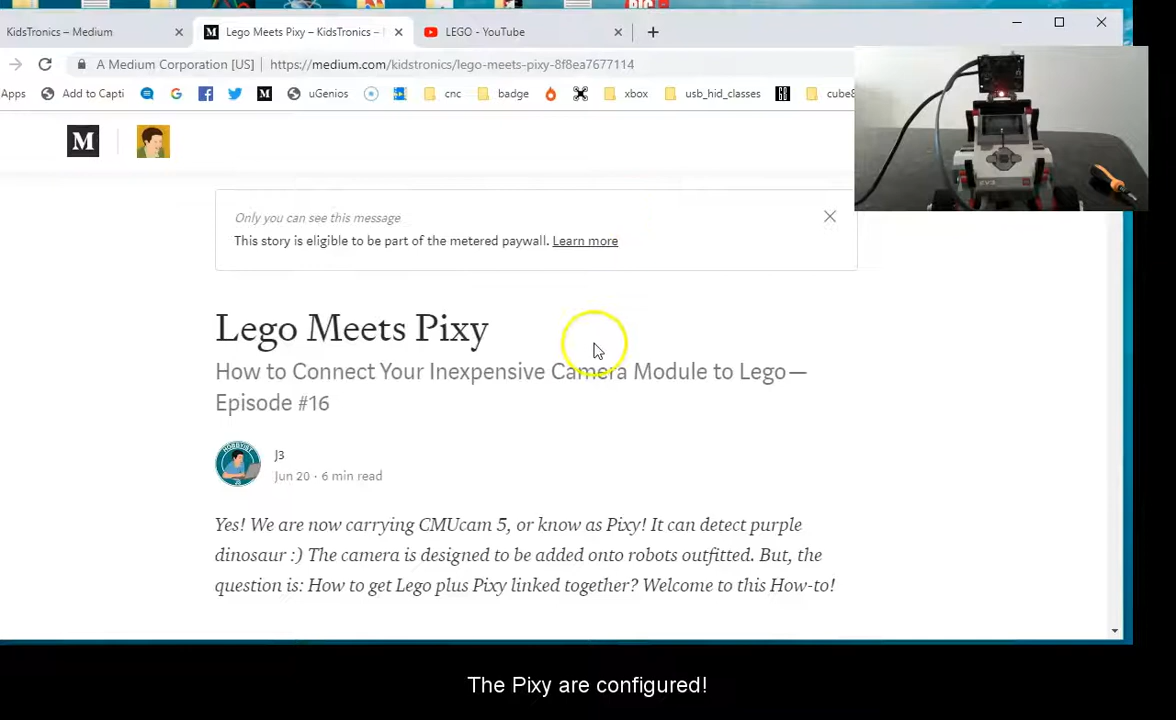 KidsTronics – Medium
M Lego Meets Pixy – KidsTronics –
LEGO - YouTube
A Medium Corporation [US] | https://medium.com/kidstronics/lego-meets-pixy-8f8ea7677114
Apps Add to Capti M uGenios cnc badge xbox usb_hid_classes cube8
M
Only you can see this message
This story is eligible to be part of the metered paywall. Learn more
Lego Meets Pixy
How to Connect Your Inexpensive Camera Module to Lego—
Episode #16
J3
Jun 20 · 6 min read
Yes! We are now carrying CMUcam 5, or know as Pixy! It can detect purple
dinosaur :) The camera is designed to be added onto robots outfitted. But, the
question is: How to get Lego plus Pixy linked together? Welcome to this How-to!
The Pixy are configured!